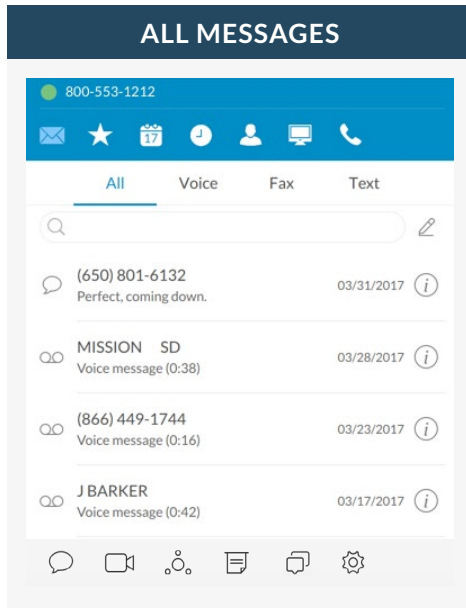 ALL MESSAGES
800-553-1212
17
All Voice Fax Text
(650) 801-6132
Perfect, coming down.
03/31/2017
MISSION SD
Voice message (0:38)
03/28/2017
(866) 449-1744
Voice message (0:16)
03/23/2017
J BARKER
Voice message (0:42)
03/17/2017